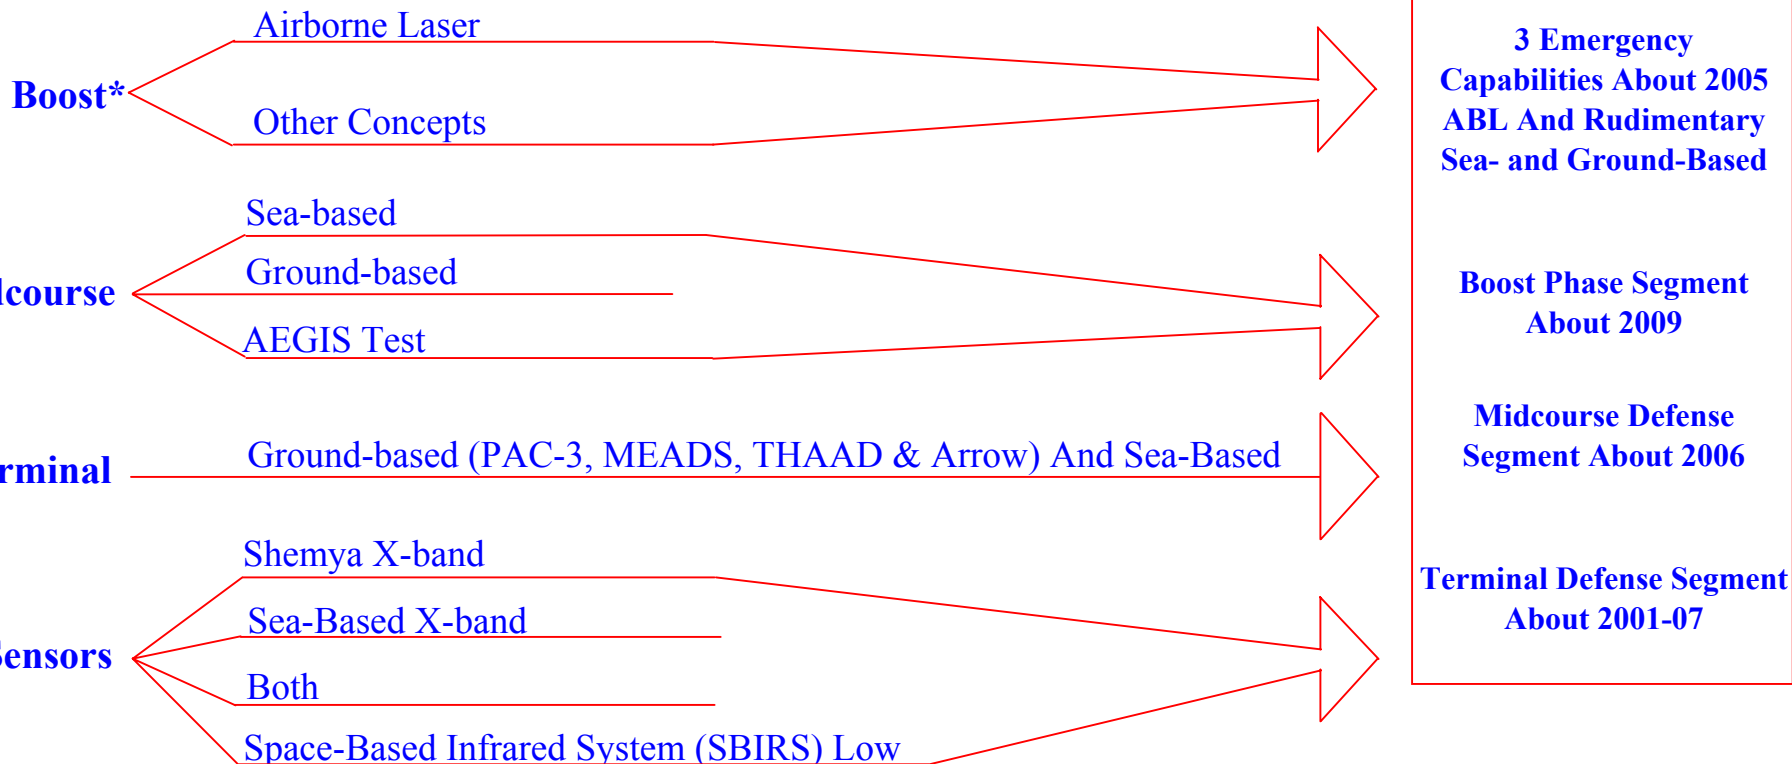 Airborne Laser
Boost*
Other Concepts
Sea-based
Ground-based
dcourse
AEGIS Test
Ground-based (PAC-3, MEADS, THAAD & Arrow) And Sea-Based
rminal
Shemya X-band
Sea-Based X-band
Sensors
Both
Space-Based Infrared System (SBIRS) Low
3 Emergency
Capabilities About 2005
ABL And Rudimentary
Sea- and Ground-Based
Boost Phase Segment
About 2009
Midcourse Defense
Segment About 2006
Terminal Defense Segment
About 2001-07